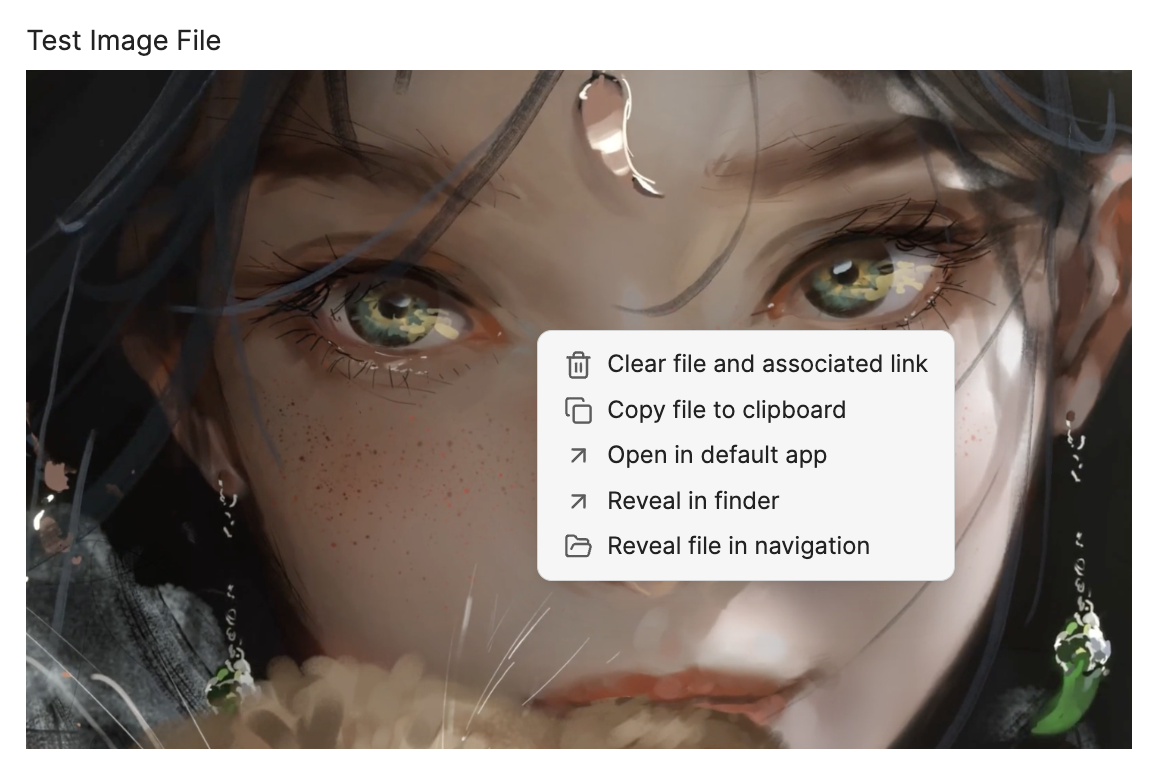 Test Image File
Clear file and associated link
Copy file to clipboard
Open in default app
Reveal in finder
Reveal file in navigation